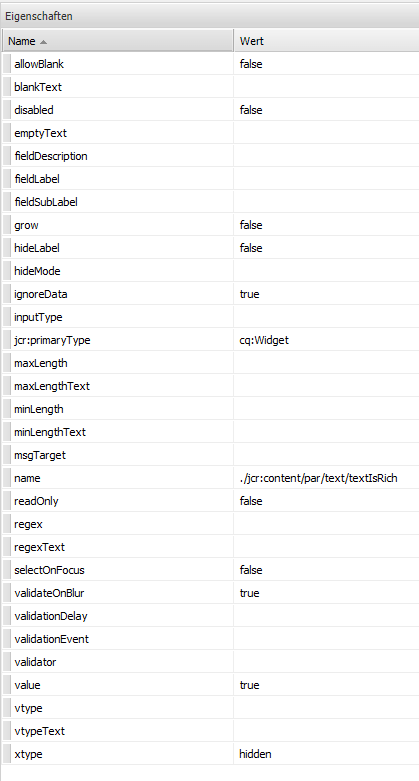 Eigenschaften
Name Wert
allowBlank false
blankText
disabled false
emptyText
fieldDescription
fieldLabel
fieldSubLabel
grow false
hideLabel false
hideMode
ignoreData true
inputType
jcr:primaryType cq:Widget
maxLength
maxLengthText
minLength
minLengthText
msgTarget
name ./jcr:content/par/text/textIsRich
readOnly false
regex
regexText
selectOnFocus false
validateOnBlur true
validationDelay
validationEvent
validator
value true
vtype
vtypeText
xtype hidden